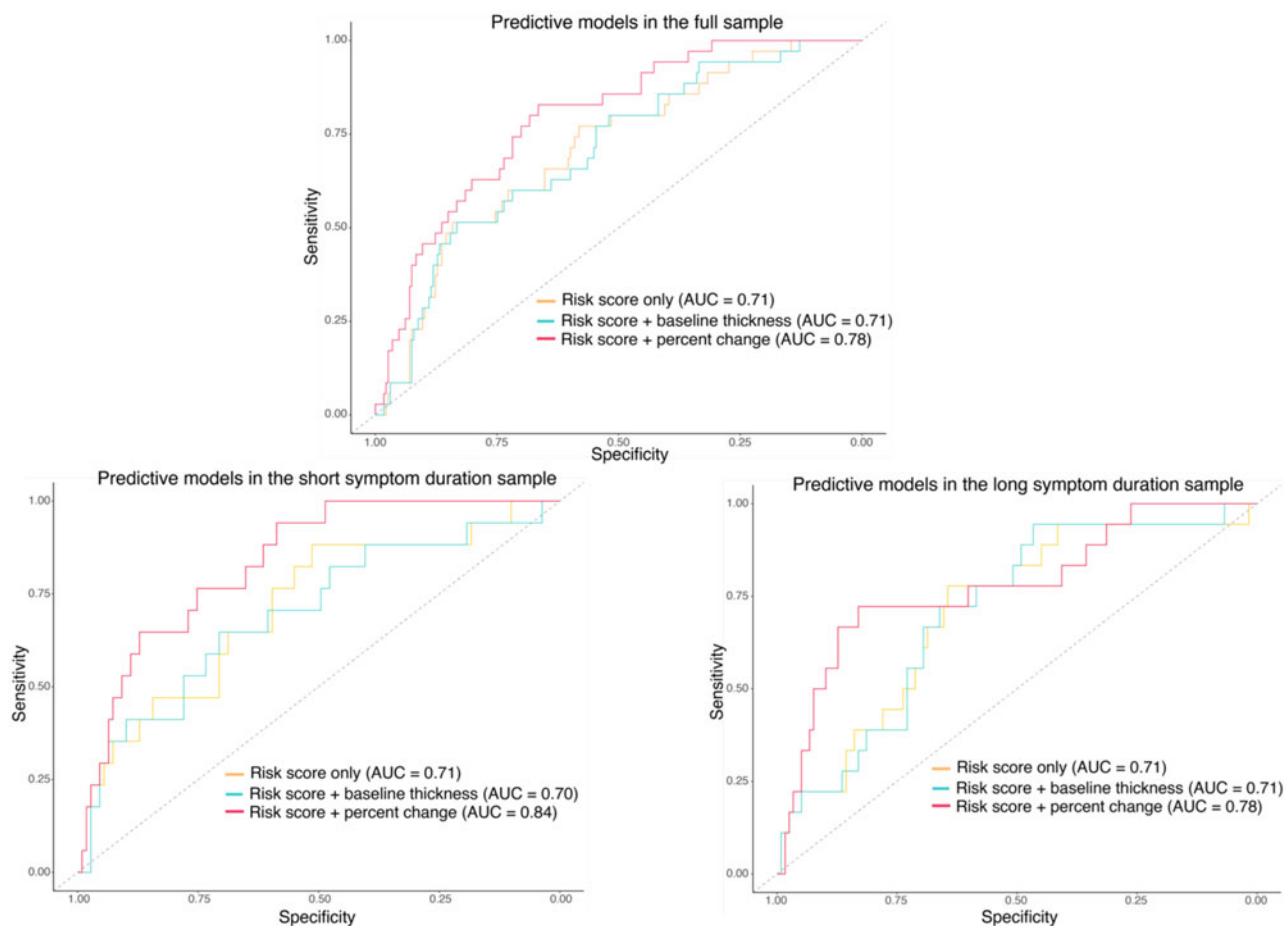 Predictive models in the full sample
1.00
0.75
0.50
0.25
0.00
Sensitivity
Risk score only (AUC = 0.71)
Risk score + baseline thickness (AUC = 0.71)
Risk score + percent change (AUC = 0.78)
1.00 0.75 0.50 0.25 0.00
Specificity
Predictive models in the short symptom duration sample
1.00
0.75
0.50
0.25
0.00
Sensitivity
Risk score only (AUC = 0.71)
Risk score + baseline thickness (AUC = 0.70)
Risk score + percent change (AUC = 0.84)
1.00 0.75 0.50 0.25 0.00
Specificity
Predictive models in the long symptom duration sample
1.00
0.75
0.50
0.25
0.00
Sensitivity
Risk score only (AUC = 0.71)
Risk score + baseline thickness (AUC = 0.71)
Risk score + percent change (AUC = 0.78)
1.00 0.75 0.50 0.25 0.00
Specificity